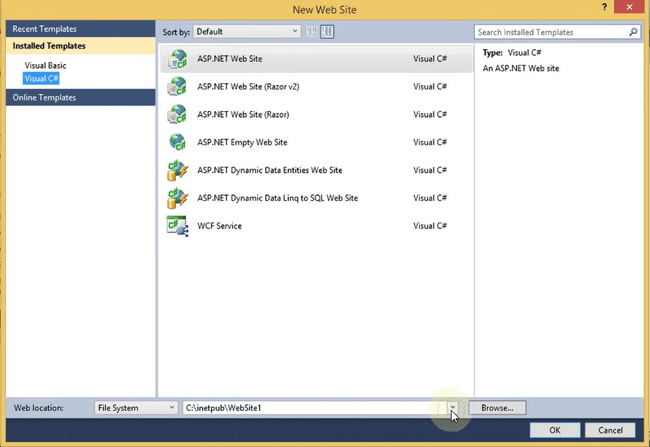 New Web Site
?
Recent Templates
Installed Templates
Visual Basic
Visual C#
Online Templates
Sort by: Default
ASP.NET Web Site Visual C#
ASP.NET Web Site (Razor v2) Visual C#
ASP.NET Web Site (Razor) Visual C#
ASP.NET Empty Web Site Visual C#
ASP.NET Dynamic Data Entities Web Site Visual C#
ASP.NET Dynamic Data Linq to SQL Web Site Visual C#
WCF Service Visual C#
Search Installed Templates
Type: Visual C#
An ASP.NET Web site
Web location: File System C:\inetpub\WebSite1 Browse...
OK Cancel